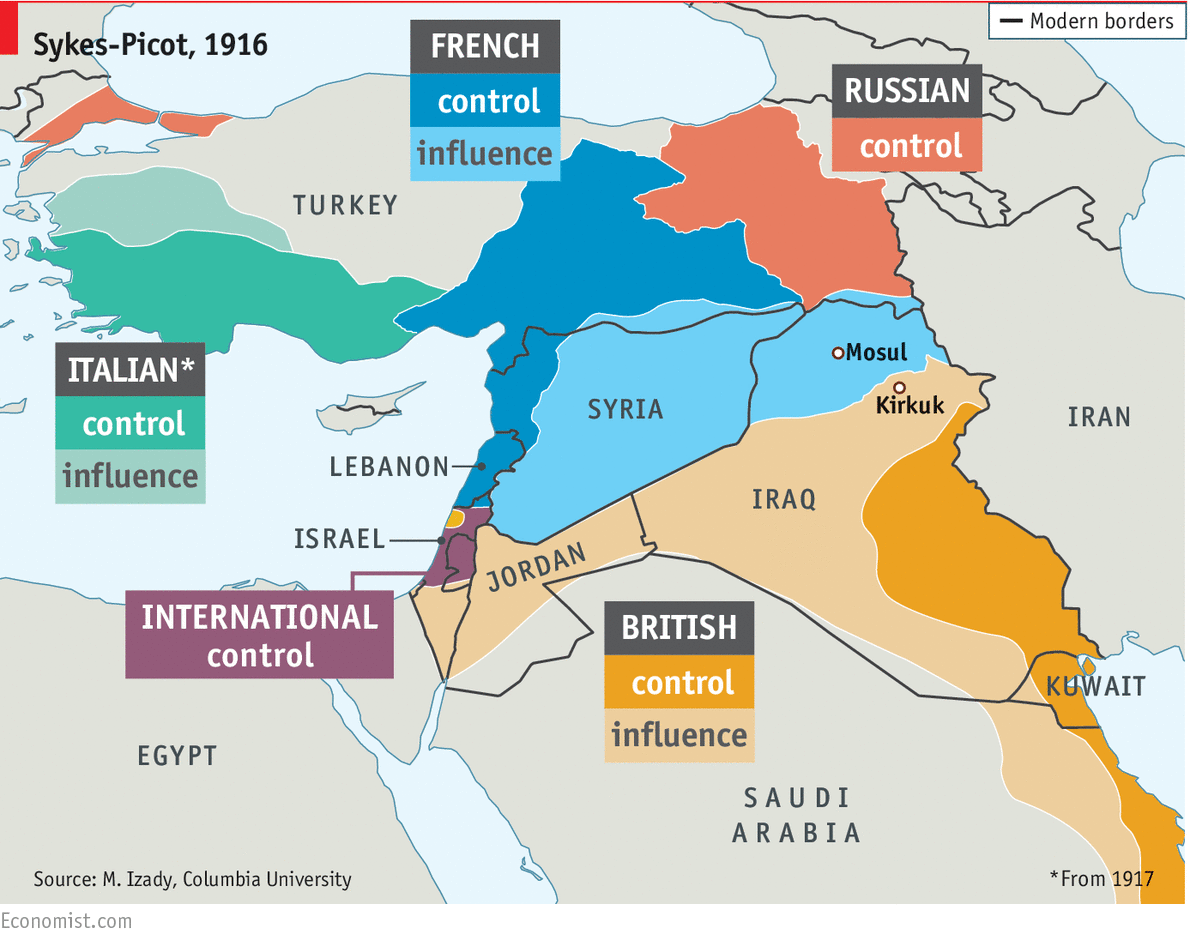 Sykes-Picot, 1916
Modern borders
FRENCH
control
influence
RUSSIAN
control
TURKEY
ITALIAN*
control
influence
Mosul
Kirkuk
SYRIA
IRAN
LEBANON
IRAQ
ISRAEL
JORDAN
INTERNATIONAL
control
BRITISH
control
influence
KUWAIT
EGYPT
SAUDI
ARABIA
Source: M. Izady, Columbia University
*From 1917
Economist.com